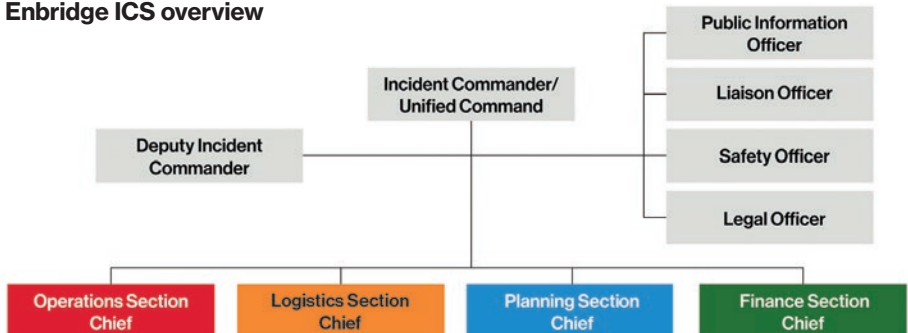 Enbridge ICS overview
Public Information
Officer
Incident Commander/
Unified Command
Liaison Officer
Deputy Incident
Commander
Safety Officer
Legal Officer
Operations Section
Chief
Logistics Section
Chief
Planning Section
Chief
Finance Section
Chief